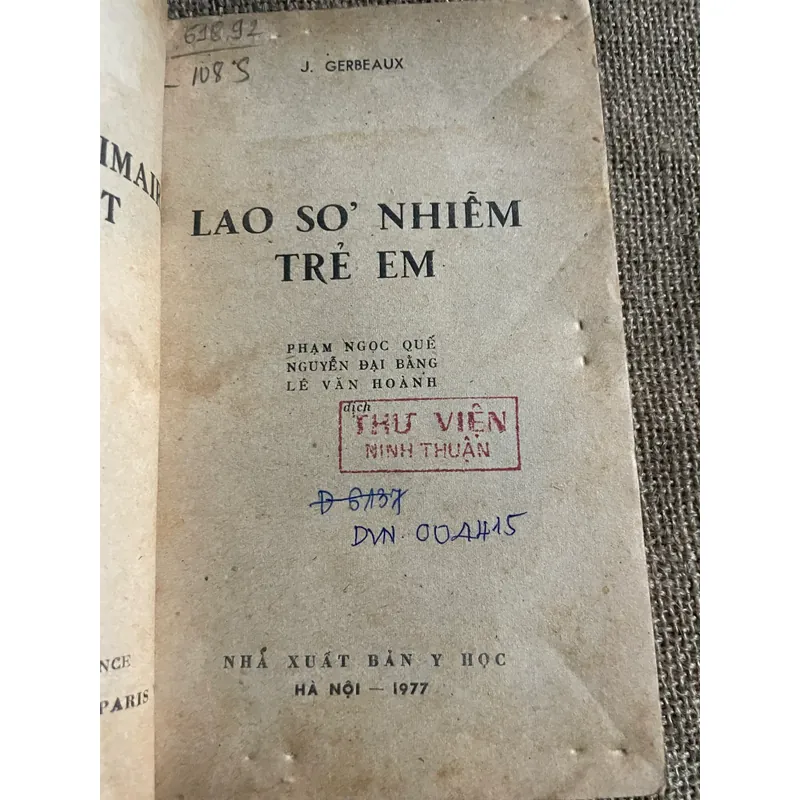 618.92
108 S
J. GERBEAUX
IMAIR
T
LAO SƠ NHIỄM
TRẺ EM
PHẠM NGỌC QUẾ
NGUYỄN ĐẠI BẰNG
LÊ VĂN HOÀNH
dịch
THƯ VIỆN
NINH THUẬN
Đ 6137
DVN. 004415
NCE
PARIS
NHÀ XUẤT BẢN Y HỌC
HÀ NỘI — 1977